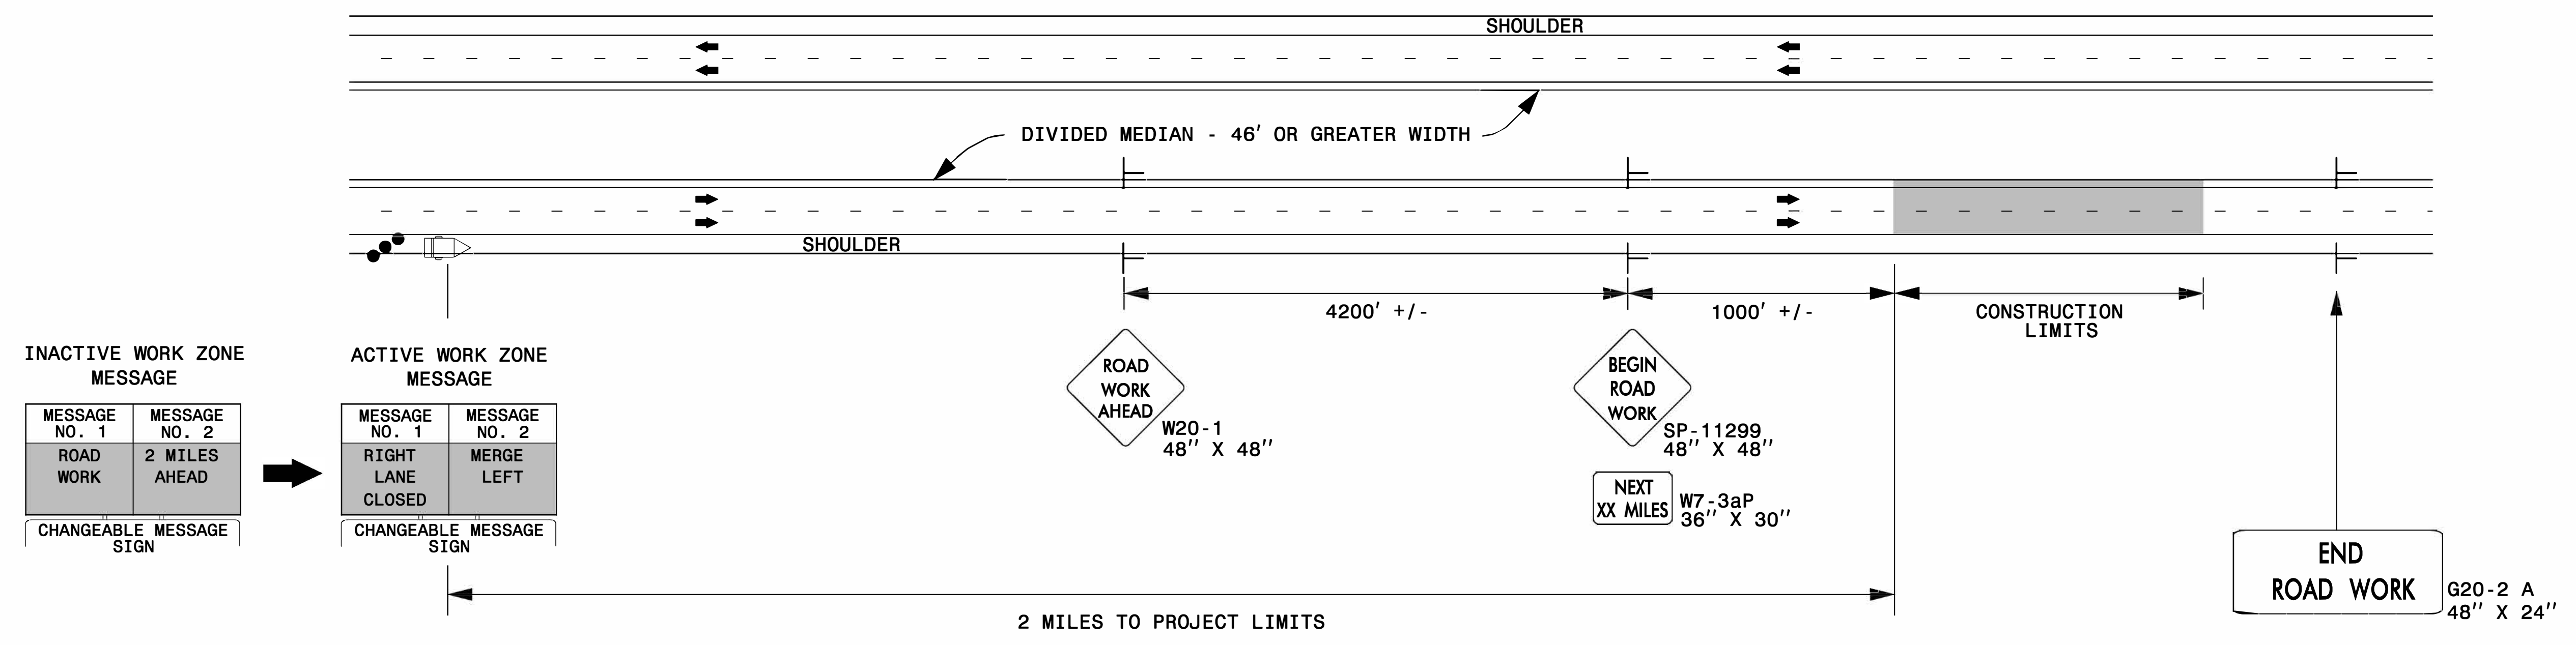 SHOULDER
DIVIDED MEDIAN - 46' OR GREATER WIDTH
SHOULDER
4200' +/-
1000' +/-
CONSTRUCTION
LIMITS
INACTIVE WORK ZONE
MESSAGE
MESSAGE
NO. 1
MESSAGE
NO. 2
ROAD
WORK
2 MILES
AHEAD
CHANGEABLE MESSAGE
SIGN
ACTIVE WORK ZONE
MESSAGE
MESSAGE
NO. 1
MESSAGE
NO. 2
RIGHT
LANE
CLOSED
MERGE
LEFT
CHANGEABLE MESSAGE
SIGN
ROAD
WORK
AHEAD
W20-1
48'' X 48''
BEGIN
ROAD
WORK
SP-11299
48'' X 48''
NEXT
XX MILES
W7-3aP
36'' X 30''
END
ROAD WORK
G20-2 A
48'' X 24''
2 MILES TO PROJECT LIMITS